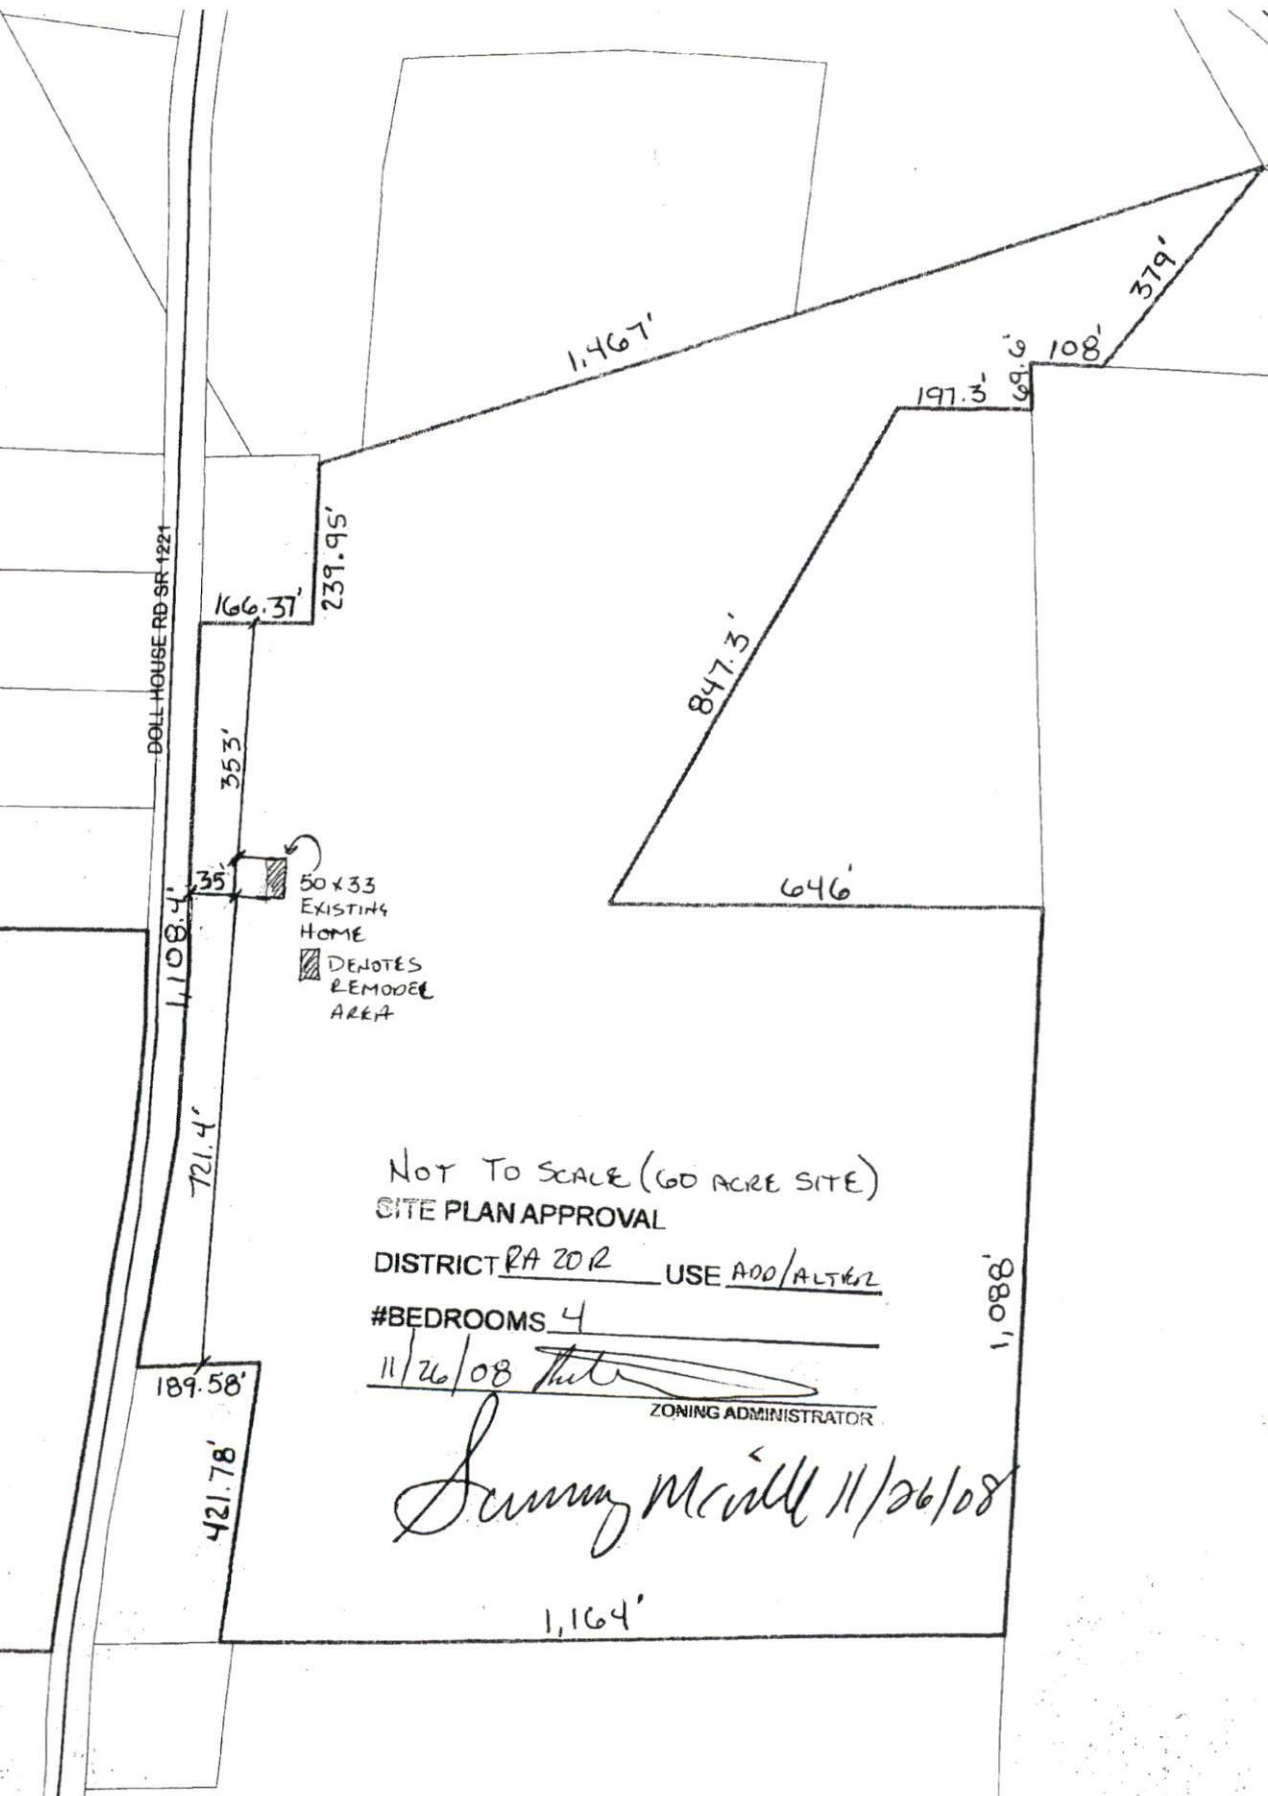 379'
1,467'
69.6'
108'
197.3'
239.95'
DOLL HOUSE RD SR 1221
166.37'
847.3'
353'
646'
35'
50 x 33
EXISTING
HOME
DENOTES
REMODEL
AREA
1,108.4'
721.4'
NOT TO SCALE (60 ACRE SITE)
SITE PLAN APPROVAL
DISTRICT RA 20R USE ADD/ALTER
#BEDROOMS 4
1,088'
11/26/08
ZONING ADMINISTRATOR
189.58'
421.78'
11/26/08
1,164'